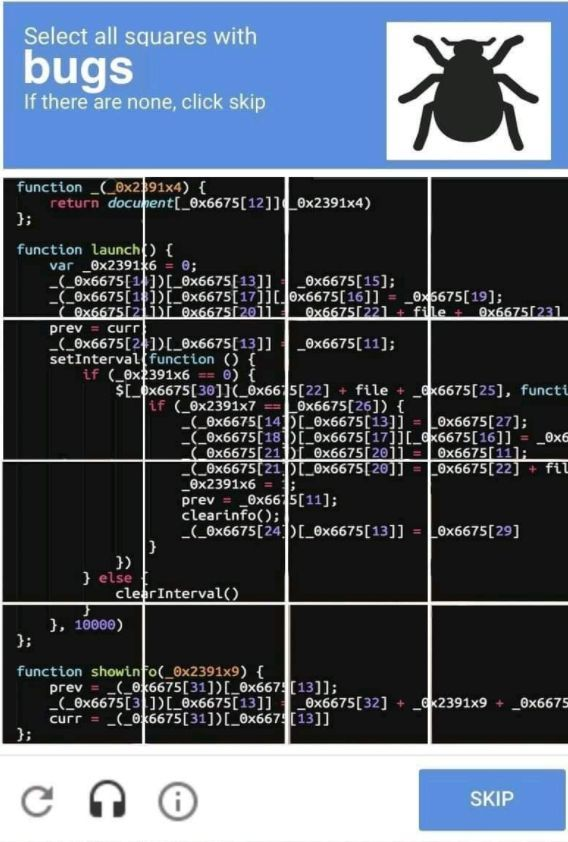 Select all squares with
bugs
If there are none, click skip
function _(_0x2391x4) {
return document[_0x6675[12]](_0x2391x4)
};
function launch() {
var _0x2391x6 = 0;
_(_0x6675[14])[_0x6675[13]] = _0x6675[15];
_(_0x6675[18])[_0x6675[17]][_0x6675[16]] = _0x6675[19];
_(_0x6675[21])[_0x6675[20]] = _0x6675[22] + file + _0x6675[23]
prev = curr;
_(_0x6675[24])[_0x6675[13]] = _0x6675[11];
setInterval(function () {
if (_0x2391x6 == 0) {
$[_0x6675[30]](_0x6675[22] + file + _0x6675[25], functi
if (_0x2391x7 == _0x6675[26]) {
_(_0x6675[14])[_0x6675[13]] = _0x6675[27];
_(_0x6675[18])[_0x6675[17]][_0x6675[16]] = _0x6
_(_0x6675[21])[_0x6675[20]] = _0x6675[11];
_(_0x6675[21])[_0x6675[20]] = _0x6675[22] + fil
_0x2391x6 = 1;
prev = _0x6675[11];
clearinfo();
_(_0x6675[24])[_0x6675[13]] = _0x6675[29]
}
})
} else {
clearInterval()
}
}, 10000)
};
function showinfo(_0x2391x9) {
prev = _(_0x6675[31])[_0x6675[13]];
_(_0x6675[31])[_0x6675[13]] = _0x6675[32] + _0x2391x9 + _0x6675
curr = _(_0x6675[31])[_0x6675[13]]
};
SKIP